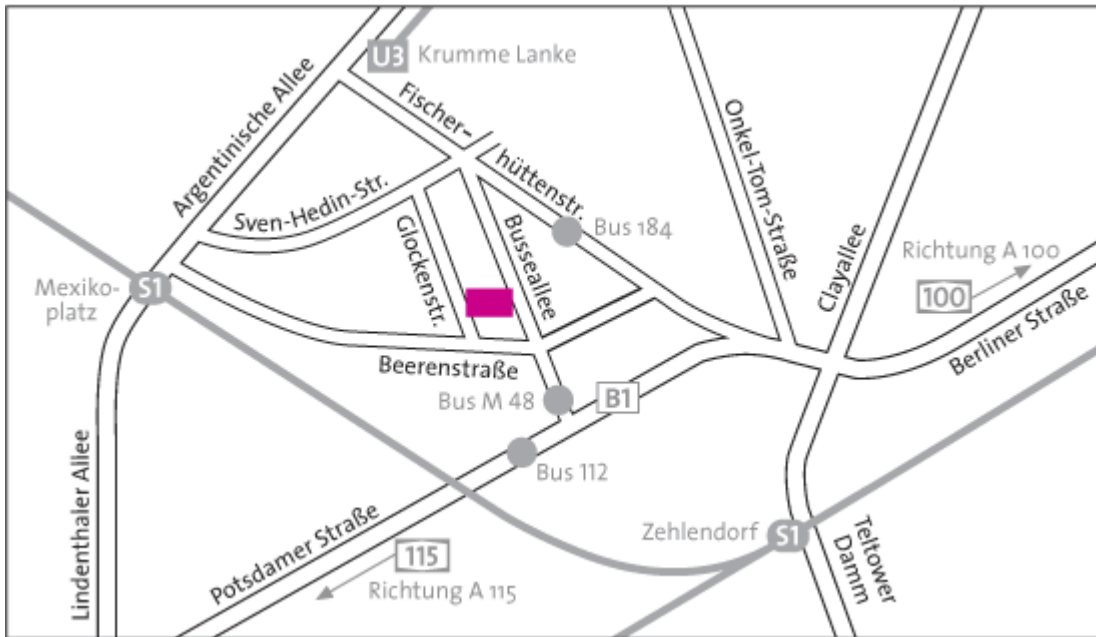 U3 Krumme Lanke
Argentinische Allee
Fischer-
hüttenstr.
Onkel-Tom-Straße
Clayallee
Sven-Hedin-Str.
Glockenstr.
Busseallee
Bus 184
Richtung A 100
100
Berliner Straße
Mexiko-
platz
S1
Beerenstraße
Bus M 48
B1
Bus 112
Lindenthaler Allee
Potsdamer Straße
115
Richtung A 115
Zehlendorf
S1
Teltower
Damm